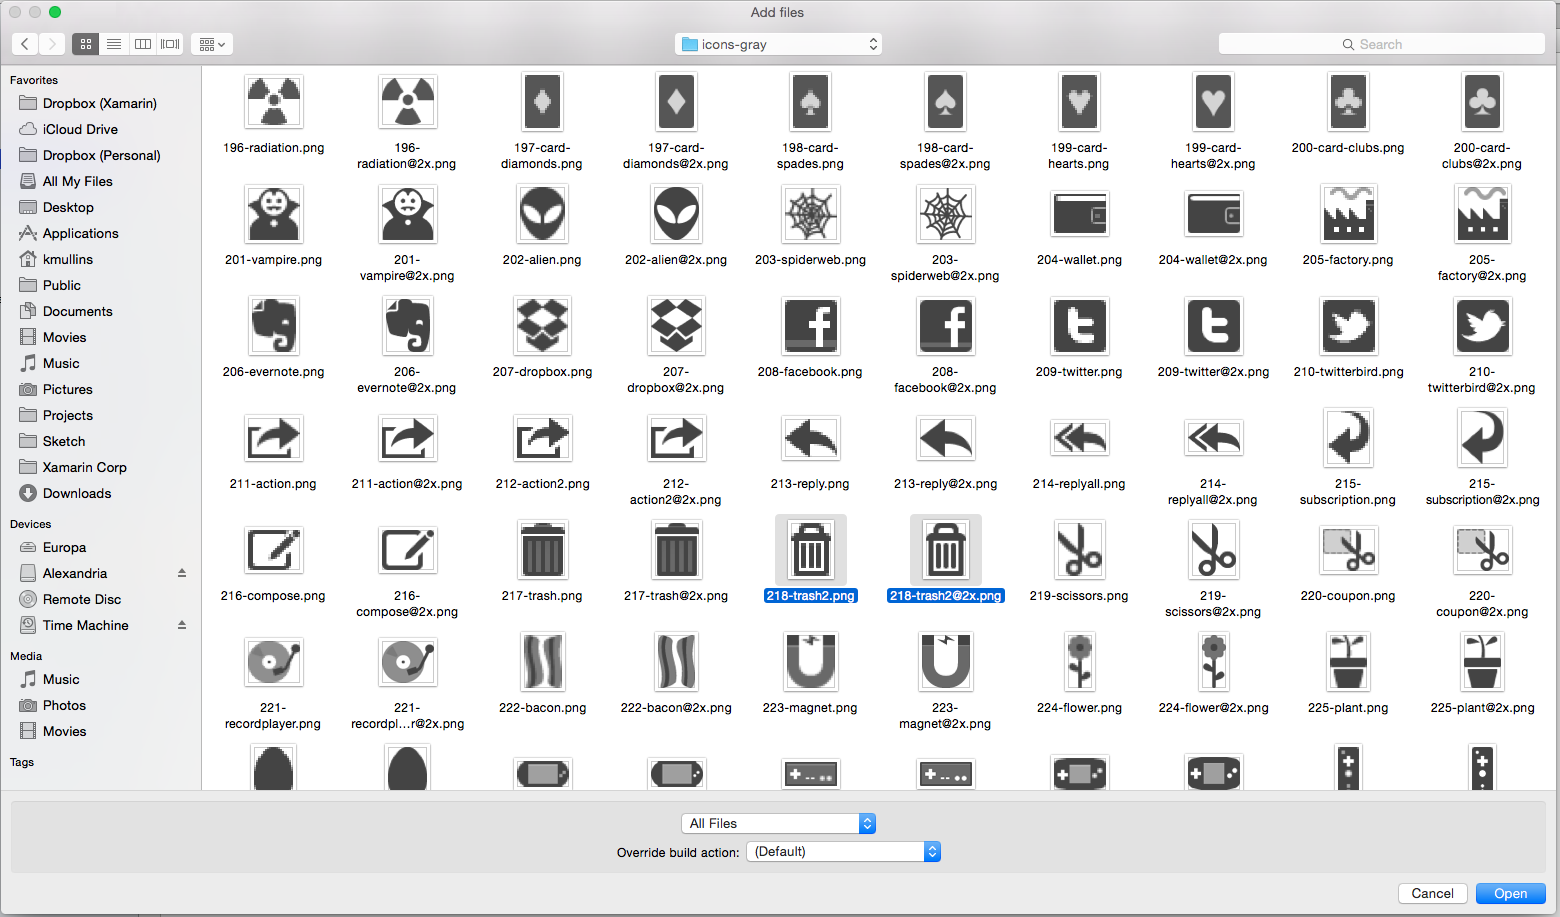 Add files
icons-gray
Search
Favorites
Dropbox (Xamarin)
iCloud Drive
Dropbox (Personal)
All My Files
Desktop
Applications
kmullins
Public
Documents
Movies
Music
Pictures
Projects
Sketch
Xamarin Corp
Downloads
Devices
Europa
Alexandria
Remote Disc
Time Machine
Media
Music
Photos
Movies
Tags
196-radiation.png
196-
radiation@2x.png
197-card-
diamonds.png
197-card-
diamonds@2x.png
198-card-
spades.png
198-card-
spades@2x.png
199-card-
hearts.png
199-card-
hearts@2x.png
200-card-clubs.png
200-card-
clubs@2x.png
201-vampire.png
201-
vampire@2x.png
202-alien.png
202-alien@2x.png
203-spiderweb.png
203-
spiderweb@2x.png
204-wallet.png
204-wallet@2x.png
205-factory.png
205-
factory@2x.png
206-evernote.png
206-
evernote@2x.png
207-dropbox.png
207-
dropbox@2x.png
208-facebook.png
208-
facebook@2x.png
209-twitter.png
209-twitter@2x.png
210-twitterbird.png
210-
twitterbird@2x.png
211-action.png
211-action@2x.png
212-action2.png
212-
action2@2x.png
213-reply.png
213-reply@2x.png
214-replyall.png
214-
replyall@2x.png
215-
subscription.png
215-
subscription@2x.png
216-compose.png
216-
compose@2x.png
217-trash.png
217-trash@2x.png
218-trash2.png
218-trash2@2x.png
219-scissors.png
219-
scissors@2x.png
220-coupon.png
220-
coupon@2x.png
221-
recordplayer.png
221-
recordpl...r@2x.png
222-bacon.png
222-bacon@2x.png
223-magnet.png
223-
magnet@2x.png
224-flower.png
224-flower@2x.png
225-plant.png
225-plant@2x.png
All Files
Override build action: (Default)
Cancel
Open